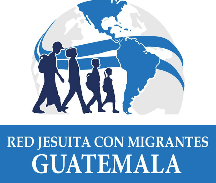 RED JESUITA CON MIGRANTES
GUATEMALA